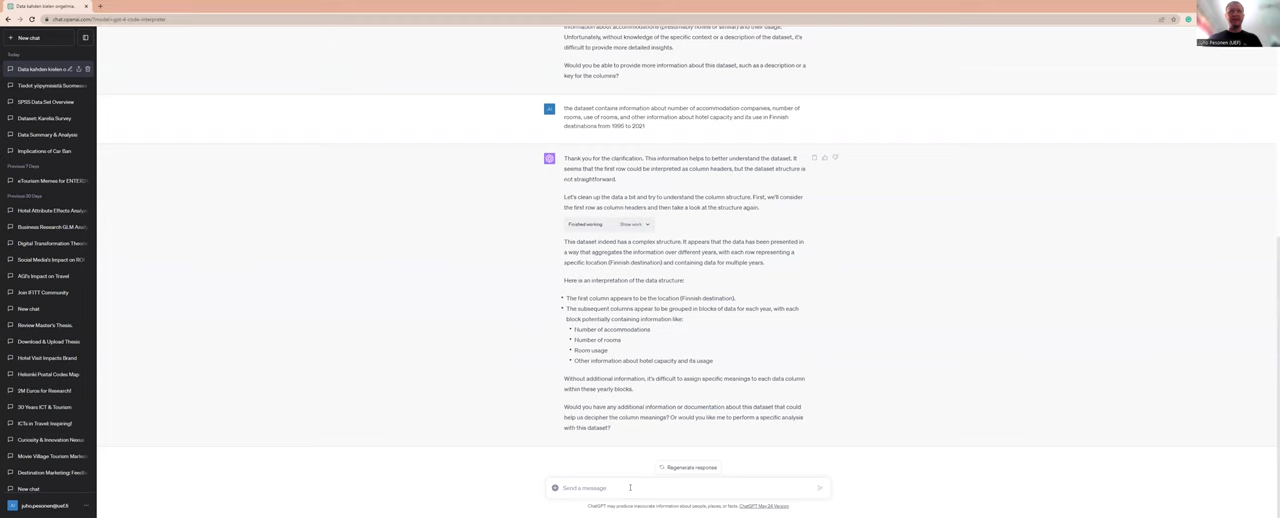 Data kahden kielen ongelma.
chat.openai.com/?model=gpt-4-code-interpreter
New chat
Today
Data kahden kielen o
Tiedot yöpymisistä Suomess
SPSS Data Set Overview
Dataset: Karelia Survey
Data Summary & Analysis
Implications of Car Ban
Previous 7 Days
eTourism Memes for ENTER
Previous 30 Days
Hotel Attribute Effects Analys
Business Research GLM Analy
Digital Transformation Thesis
Social Media's Impact on ROI
AGI's Impact on Travel
Join IFITT Community
New chat
Review Master's Thesis.
Download & Upload Thesis
Hotel Visit Impacts Brand
Helsinki Postal Codes Map
2M Euros for Research!
30 Years ICT & Tourism
ICTs in Travel: Inspiring!
Curiosity & Innovation Nexus
Movie Village Tourism Market
Destination Marketing: Feedb
New chat
juho.pesonen@uef.fi
information about accommodations (presumably hotels or similar) and their usage.
Unfortunately, without knowledge of the specific context or a description of the dataset, it's
difficult to provide more detailed insights.
Would you be able to provide more information about this dataset, such as a description or a
key for the columns?
the dataset contains information about number of accommodation companies, number of
rooms, use of rooms, and other information about hotel capacity and its use in Finnish
destinations from 1995 to 2021
Thank you for the clarification. This information helps to better understand the dataset. It
seems that the first row could be interpreted as column headers, but the dataset structure is
not straightforward.
Let's clean up the data a bit and try to understand the column structure. First, we'll consider
the first row as column headers and then take a look at the structure again.
Finished working Show work
This dataset indeed has a complex structure. It appears that the data has been presented in
a way that aggregates the information over different years, with each row representing a
specific location (Finnish destination) and containing data for multiple years.
Here is an interpretation of the data structure:
• The first column appears to be the location (Finnish destination).
• The subsequent columns appear to be grouped in blocks of data for each year, with each
block potentially containing information like:
• Number of accommodations
• Number of rooms
• Room usage
• Other information about hotel capacity and its usage
Without additional information, it's difficult to assign specific meanings to each data column
within these yearly blocks.
Would you have any additional information or documentation about this dataset that could
help us decipher the column meanings? Or would you like me to perform a specific analysis
with this dataset?
Regenerate response
Send a message
ChatGPT may produce inaccurate information about people, places, or facts. ChatGPT May 24 Version
Juho Pesonen (UEF)